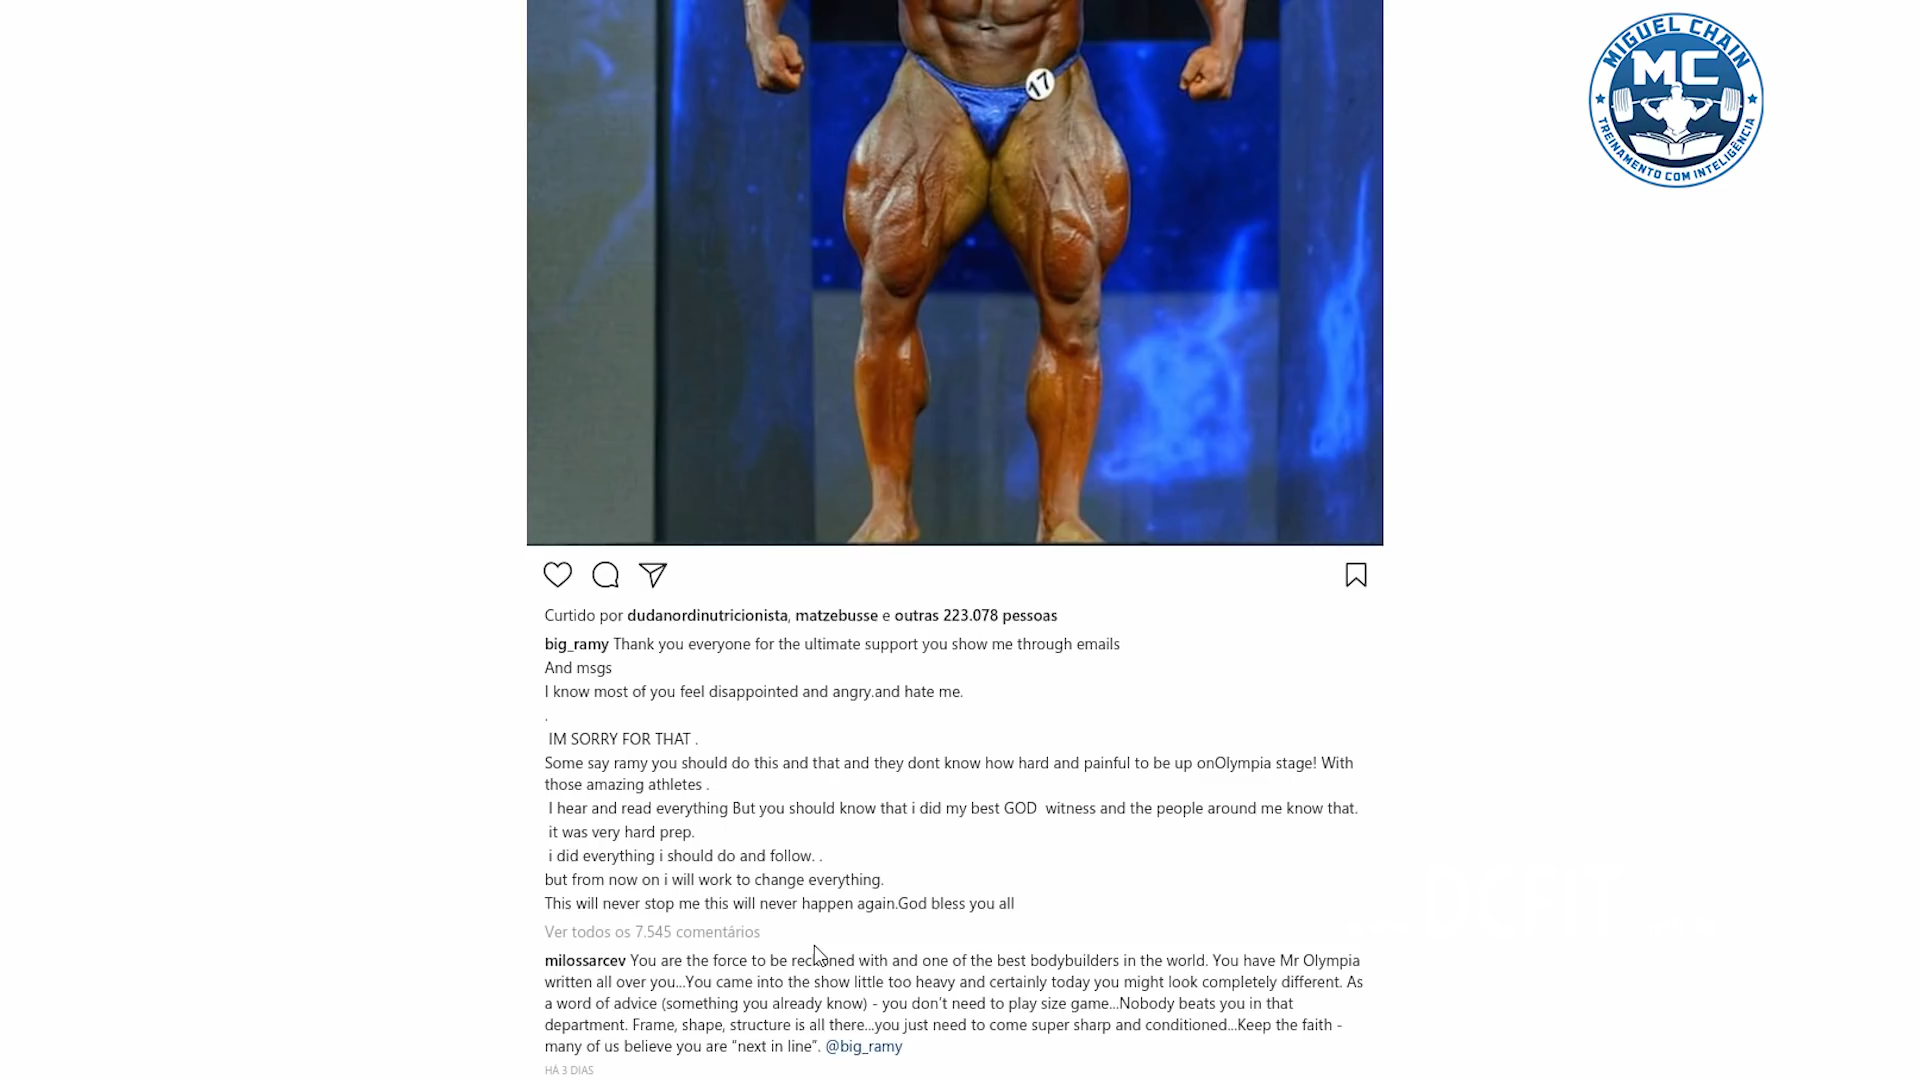 MIGUEL CHAIN
MC
TREINAMENTO COM INTELIGÊNCIA
17
Curtido por dudanordinutricionista, matzebusse e outras 223.078 pessoas
big_ramy Thank you everyone for the ultimate support you show me through emails
And msgs
I know most of you feel disappointed and angry.and hate me.
.
IM SORRY FOR THAT .
Some say ramy you should do this and that and they dont know how hard and painful to be up onOlympia stage! With
those amazing athletes .
I hear and read everything But you should know that i did my best GOD witness and the people around me know that.
it was very hard prep.
i did everything i should do and follow. .
but from now on i will work to change everything.
This will never stop me this will never happen again.God bless you all
Ver todos os 7.545 comentários
milossarcev You are the force to be reckoned with and one of the best bodybuilders in the world. You have Mr Olympia
written all over you...You came into the show little too heavy and certainly today you might look completely different. As
a word of advice (something you already know) - you don't need to play size game...Nobody beats you in that
department. Frame, shape, structure is all there...you just need to come super sharp and conditioned...Keep the faith -
many of us believe you are “next in line”. @big_ramy
HÁ 3 DIAS